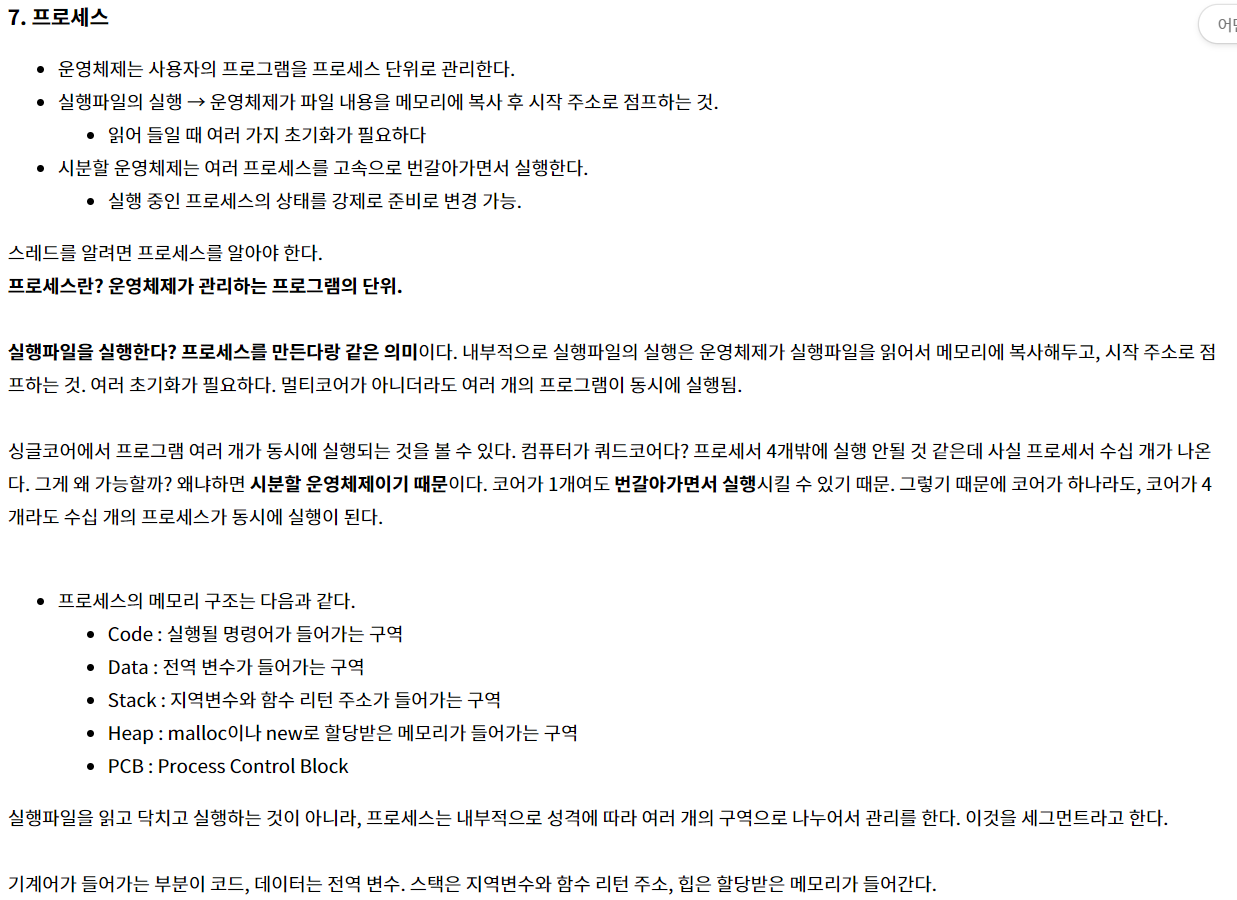 7. 프로세스
어떤
운영체제는 사용자의 프로그램을 프로세스 단위로 관리한다.
실행파일의 실행 → 운영체제가 파일 내용을 메모리에 복사 후 시작 주소로 점프하는 것.
읽어 들일 때 여러 가지 초기화가 필요하다
시분할 운영체제는 여러 프로세스를 고속으로 번갈아가면서 실행한다.
실행 중인 프로세스의 상태를 강제로 준비로 변경 가능.
스레드를 알려면 프로세스를 알아야 한다.
프로세스란? 운영체제가 관리하는 프로그램의 단위.
실행파일을 실행한다? 프로세스를 만든다랑 같은 의미이다. 내부적으로 실행파일의 실행은 운영체제가 실행파일을 읽어서 메모리에 복사해두고, 시작 주소로 점
프하는 것. 여러 초기화가 필요하다. 멀티코어가 아니더라도 여러 개의 프로그램이 동시에 실행됨.
싱글코어에서 프로그램 여러 개가 동시에 실행되는 것을 볼 수 있다. 컴퓨터가 쿼드코어다? 프로세서 4개밖에 실행 안될 것 같은데 사실 프로세서 수십 개가 나온
다. 그게 왜 가능할까? 왜냐하면 시분할 운영체제이기 때문이다. 코어가 1개여도 번갈아가면서 실행시킬 수 있기 때문. 그렇기 때문에 코어가 하나라도, 코어가 4
개라도 수십 개의 프로세스가 동시에 실행이 된다.
프로세스의 메모리 구조는 다음과 같다.
Code : 실행될 명령어가 들어가는 구역
Data : 전역 변수가 들어가는 구역
Stack : 지역변수와 함수 리턴 주소가 들어가는 구역
Heap : malloc이나 new로 할당받은 메모리가 들어가는 구역
PCB : Process Control Block
실행파일을 읽고 닥치고 실행하는 것이 아니라, 프로세스는 내부적으로 성격에 따라 여러 개의 구역으로 나누어서 관리를 한다. 이것을 세그먼트라고 한다.
기계어가 들어가는 부분이 코드, 데이터는 전역 변수. 스택은 지역변수와 함수 리턴 주소, 힙은 할당받은 메모리가 들어간다.